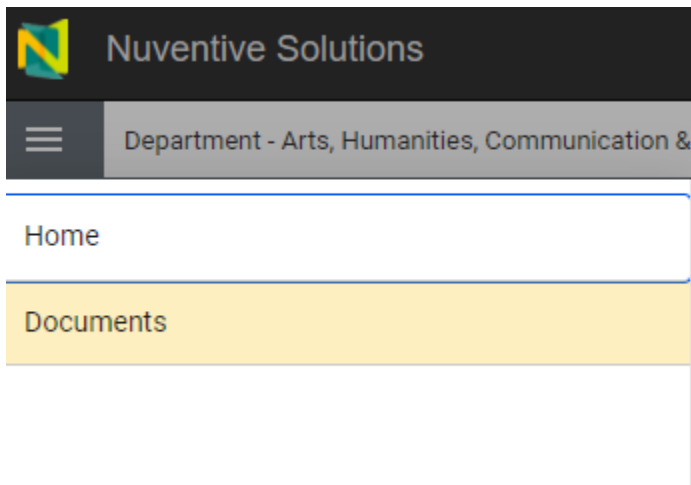 Nuventive Solutions
Department - Arts, Humanities, Communication &
Home
Documents